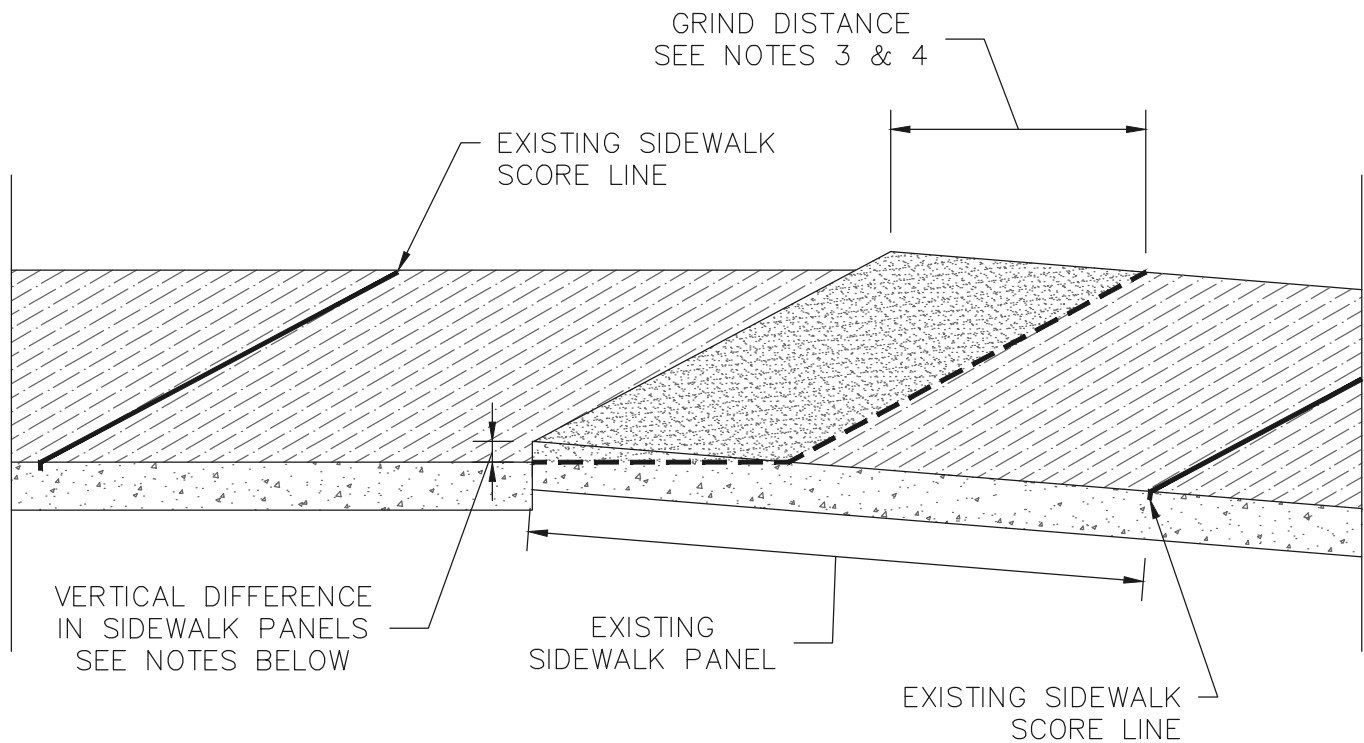 GRIND DISTANCE
SEE NOTES 3 & 4
EXISTING SIDEWALK
SCORE LINE
VERTICAL DIFFERENCE
IN SIDEWALK PANELS
SEE NOTES BELOW
EXISTING
SIDEWALK PANEL
EXISTING SIDEWALK
SCORE LINE